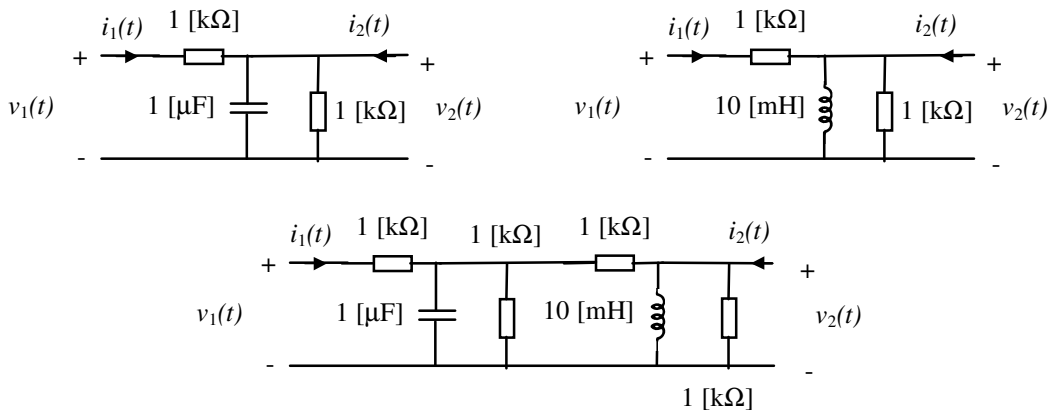 i₁(t) 1 [kΩ] i₂(t)
+ +
v₁(t) 1 [μF] 1 [kΩ] v₂(t)
- -
i₁(t) 1 [kΩ] i₂(t)
+ +
v₁(t) 10 [mH] 1 [kΩ] v₂(t)
- -
i₁(t) 1 [kΩ] 1 [kΩ] 1 [kΩ] i₂(t)
+ +
v₁(t) 1 [μF] 10 [mH] v₂(t)
- -
1 [kΩ]